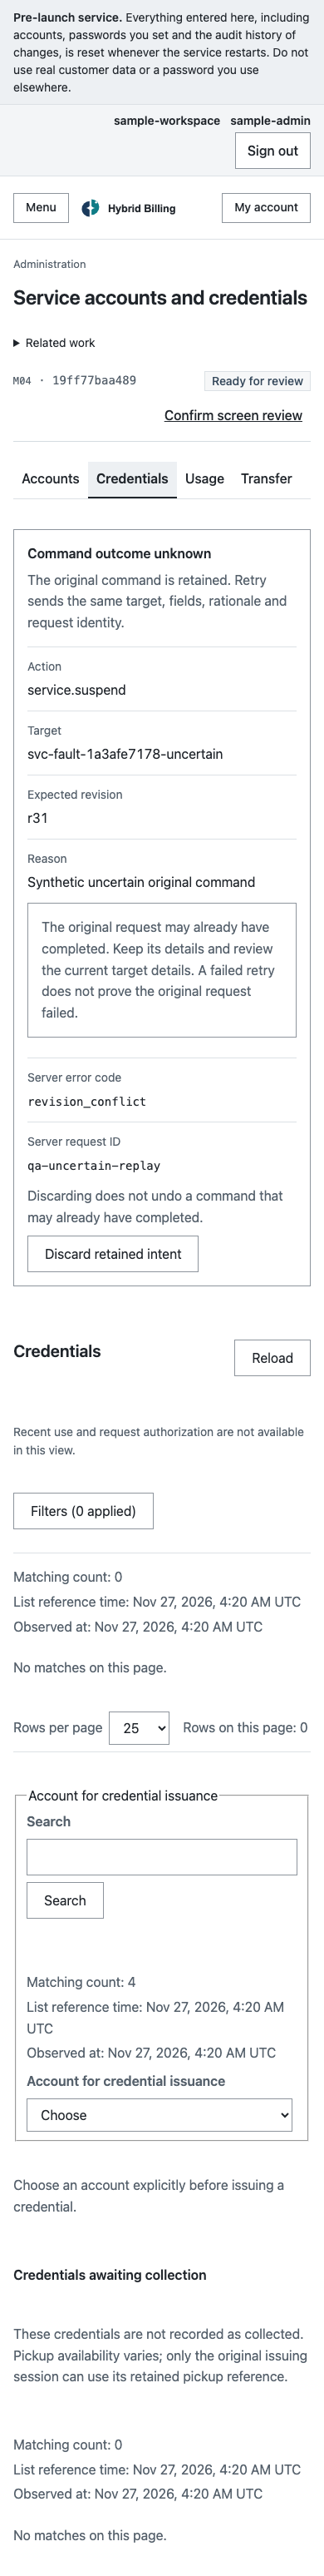 Pre-launch service. Everything entered here, including
accounts, passwords you set and the audit history of
changes, is reset whenever the service restarts. Do not
use real customer data or a password you use
elsewhere.
sample-workspace sample-admin
Sign out
Menu
Hybrid Billing
My account
Administration
Service accounts and credentials
Related work
M04 · 19ff77baa489
Ready for review
Confirm screen review
Accounts Credentials Usage Transfer
Command outcome unknown
The original command is retained. Retry
sends the same target, fields, rationale and
request identity.
Action
service.suspend
Target
svc-fault-1a3afe7178-uncertain
Expected revision
r31
Reason
Synthetic uncertain original command
The original request may already have
completed. Keep its details and review
the current target details. A failed retry
does not prove the original request
failed.
Server error code
revision_conflict
Server request ID
qa-uncertain-replay
Discarding does not undo a command that
may already have completed.
Discard retained intent
Credentials
Reload
Recent use and request authorization are not available
in this view.
Filters (0 applied)
Matching count: 0
List reference time: Nov 27, 2026, 4:20 AM UTC
Observed at: Nov 27, 2026, 4:20 AM UTC
No matches on this page.
Rows per page 25 Rows on this page: 0
Account for credential issuance
Search
Search
Matching count: 4
List reference time: Nov 27, 2026, 4:20 AM
UTC
Observed at: Nov 27, 2026, 4:20 AM UTC
Account for credential issuance
Choose
Choose an account explicitly before issuing a
credential.
Credentials awaiting collection
These credentials are not recorded as collected.
Pickup availability varies; only the original issuing
session can use its retained pickup reference.
Matching count: 0
List reference time: Nov 27, 2026, 4:20 AM UTC
Observed at: Nov 27, 2026, 4:20 AM UTC
No matches on this page.